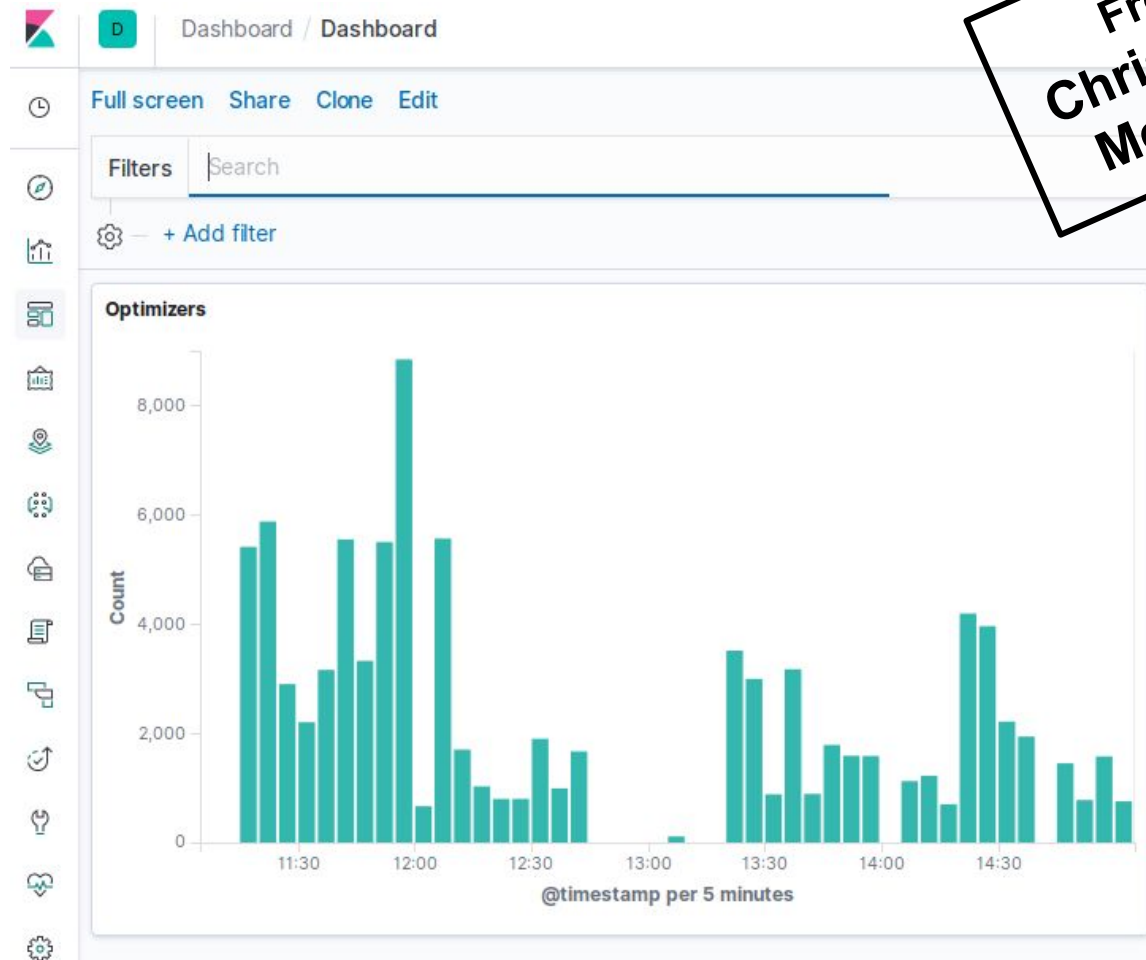 D
Dashboard / Dashboard
Full screen Share Clone Edit
Filters Search
+ Add filter
Optimizers
8,000
6,000
4,000
2,000
0
Count
11:30 12:00 12:30 13:00 13:30 14:00 14:30
@timestamp per 5 minutes